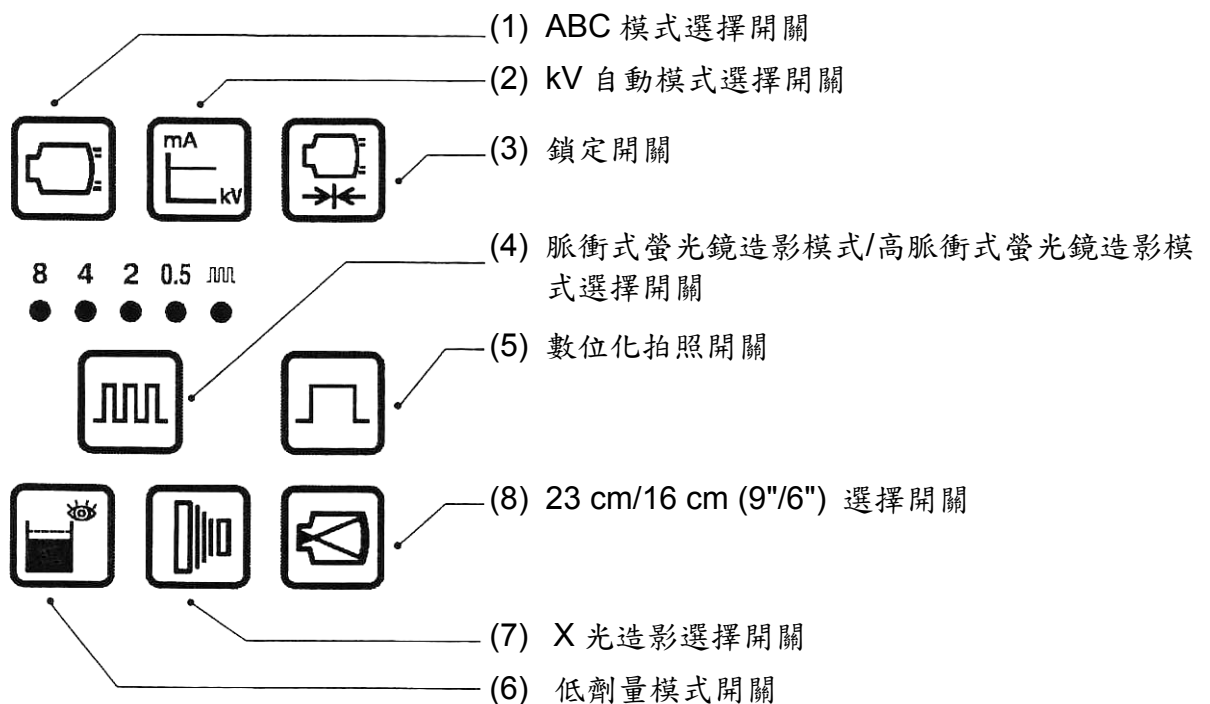 (1) ABC 模式選擇開關
(2) kV 自動模式選擇開關
mA
kV
(3) 鎖定開關
(4) 脈衝式螢光鏡造影模式/高脈衝式螢光鏡造影模
式選擇開關
8 4 2 0.5
(5) 數位化拍照開關
(8) 23 cm/16 cm (9"/6") 選擇開關
(7) X 光造影選擇開關
(6) 低劑量模式開關